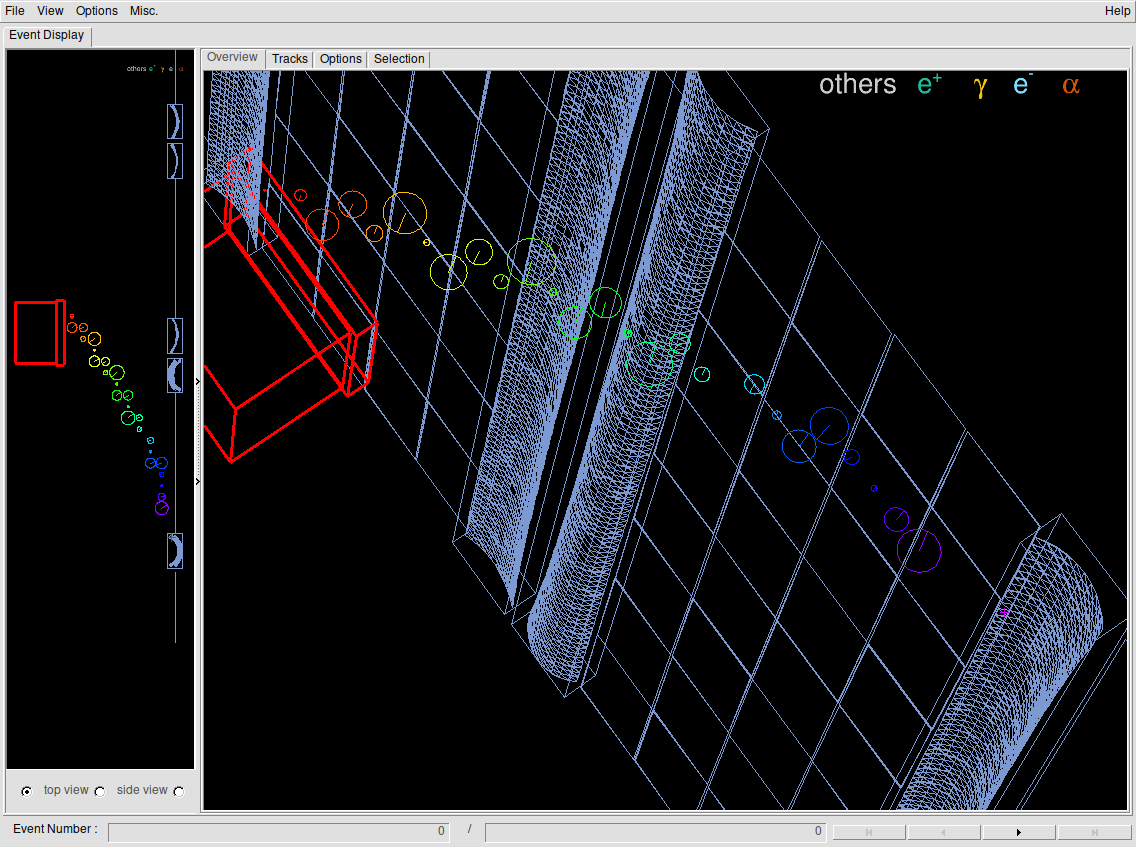 File View Options Misc. Help
Event Display
Overview Tracks Options Selection
others e+ γ e- α
others e+ γ e- α
top view side view
Event Number : 0 / 0